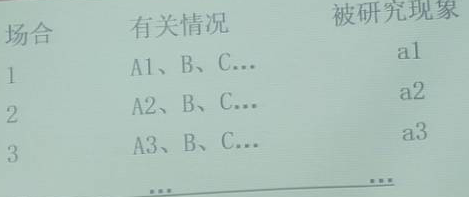 场合 有关情况 被研究现象
1 A1、B、C… a1
2 A2、B、C… a2
3 A3、B、C… a3
… …